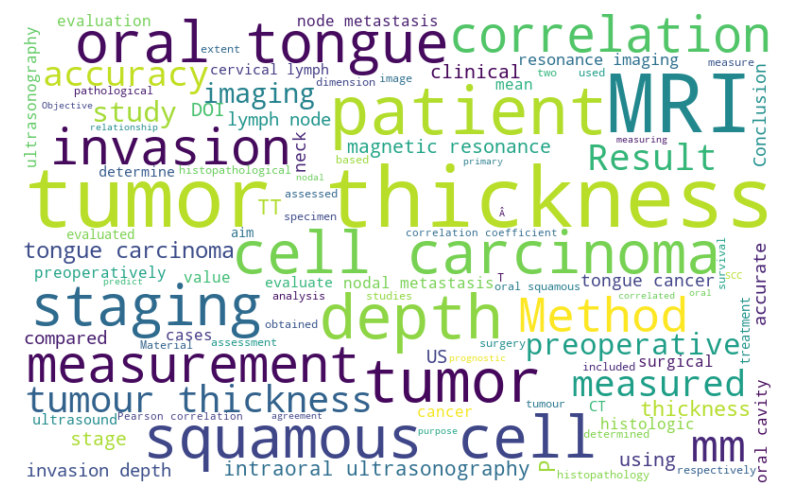 evaluation
node metastasis
oral tongue
correlation
extent
resonance imaging
measure
ultrasonography
accuracy
cervical lymph
clinical
dimension
image
two
used
pathological
imaging
mean
Objective
study
DOI
patient
MRI
Conclusion
lymph node
relationship
invasion
neck
magnetic resonance
Result
measuring
based
primary
determine
histopathological
assessed
nodal
tumor thickness
TT
specimen
Â
evaluated
aim
correlation coefficient
tongue carcinoma
cell carcinoma
survival
preoperatively
value
evaluate
nodal metastasis
T
tongue cancer
scc
predict
oral squamous
accurate
staging
analysis
studies
correlated
oral
obtained
depth
Method
treatment
compared
cases
Material
assessment
surgery
preoperative
measurement
US
prognostic
included
surgical
tumor
measured
tumour thickness
CT
cancer
tumour
thickness
ultrasound
Pearson correlation
agreement
histologic
oral cavity
stage
squamous cell
purpose
determined
mm
invasion depth
intraoral ultrasonography
P
using
histopathology
respectively